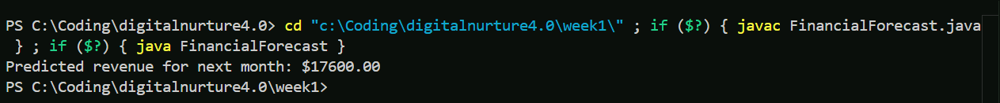 PS C:\Coding\digitalnurture4.0> cd "c:\Coding\digitalnurture4.0\week1\" ; if ($?) { javac FinancialForecast.java
 } ; if ($?) { java FinancialForecast }
Predicted revenue for next month: $17600.00
PS C:\Coding\digitalnurture4.0\week1>